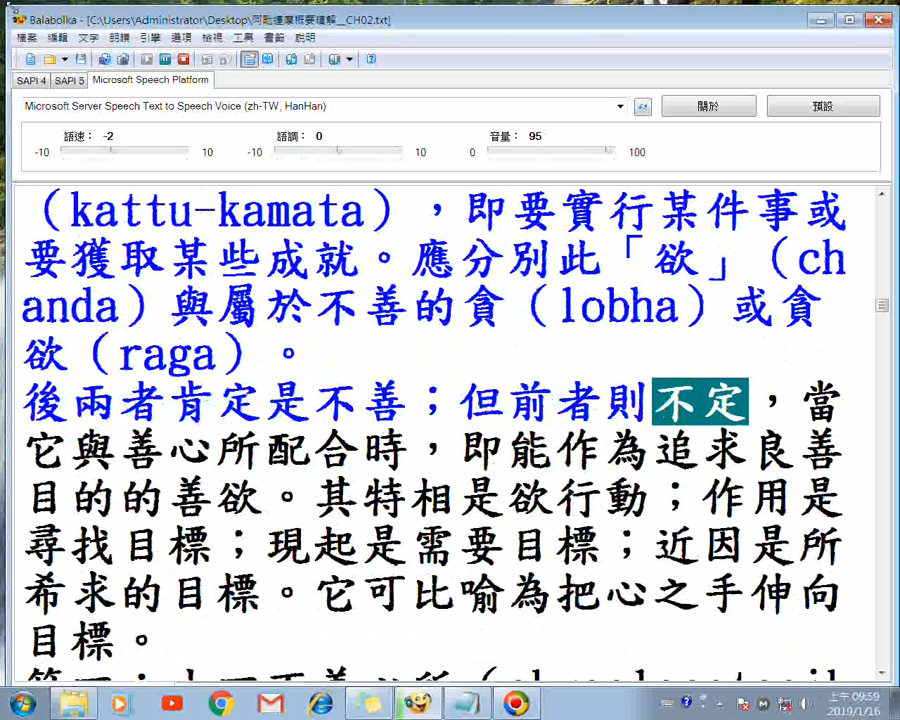 Balabolka - [C:\Users\Administrator\Desktop\阿毗達摩概要精解__CH02.txt]
檔案 編輯 文字 朗讀 引擎 選項 檢視 工具 書籤 說明
SAPI 4 SAPI 5 Microsoft Speech Platform
Microsoft Server Speech Text to Speech Voice (zh-TW, HanHan) 關於 預設
語速: -2 語調: 0 音量: 95
-10 10 -10 10 0 100
（kattu-kamata），即要實行某件事或
要獲取某些成就。應分別此「欲」（ch
anda）與屬於不善的貪（lobha）或貪
欲（raga）。
後兩者肯定是不善；但前者則不定，當
它與善心所配合時，即能作為追求良善
目的的善欲。其特相是欲行動；作用是
尋找目標；現起是需要目標；近因是所
希求的目標。它可比喻為把心之手伸向
目標。
上午 09:59
2019/1/16